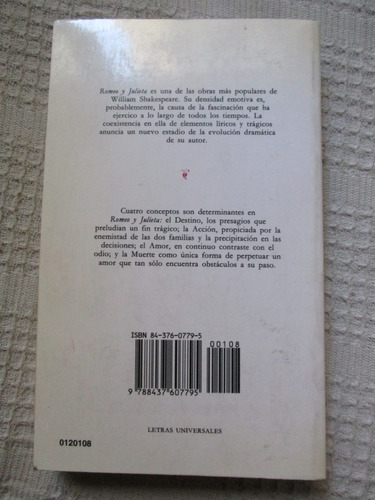 Romeo y Julieta es una de las obras más populares de
William Shakespeare. Su densidad emotiva es,
probablemente, la causa de la fascinación que ha
ejercico a lo largo de todos los tiempos. La
coexistencia en ella de elementos líricos y trágicos
anuncia un nuevo estadio de la evolución dramática
de su autor.
Cuatro conceptos son determinantes en
Romeo y Julieta: el Destino, los presagios que
preludian un fin trágico; la Acción, propiciada por la
enemistad de las dos familias y la precipitación en las
decisiones; el Amor, en continuo contraste con el
odio; y la Muerte como única forma de perpetuar un
amor que tan sólo encuentra obstáculos a su paso.
ISBN 84-376-0779-5
00108
9 788437 607795
LETRAS UNIVERSALES
0120108